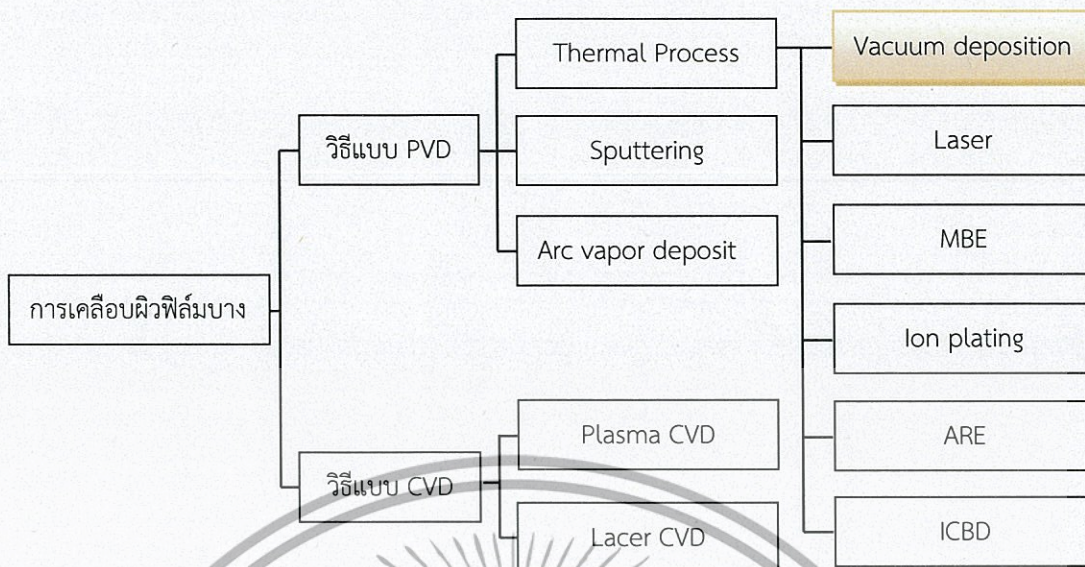 การเคลือบผิวฟิล์มบาง
วิธีแบบ PVD
Thermal Process
Sputtering
Arc vapor deposit
Vacuum deposition
Laser
MBE
Ion plating
ARE
ICBD
วิธีแบบ CVD
Plasma CVD
Lacer CVD